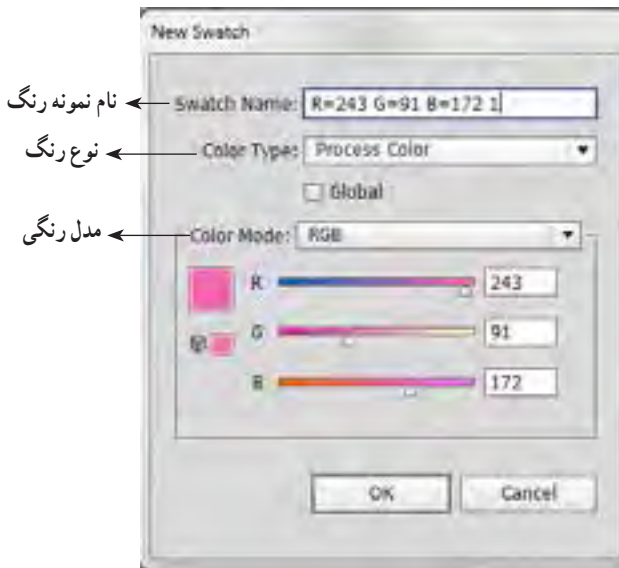 New Swatch
نام نمونه رنگ
Swatch Name: R=243 G=91 B=172 1
نوع رنگ
Color Type: Process Color
Global
مدل رنگی
Color Mode: RGB
R 243
G 91
B 172
OK Cancel